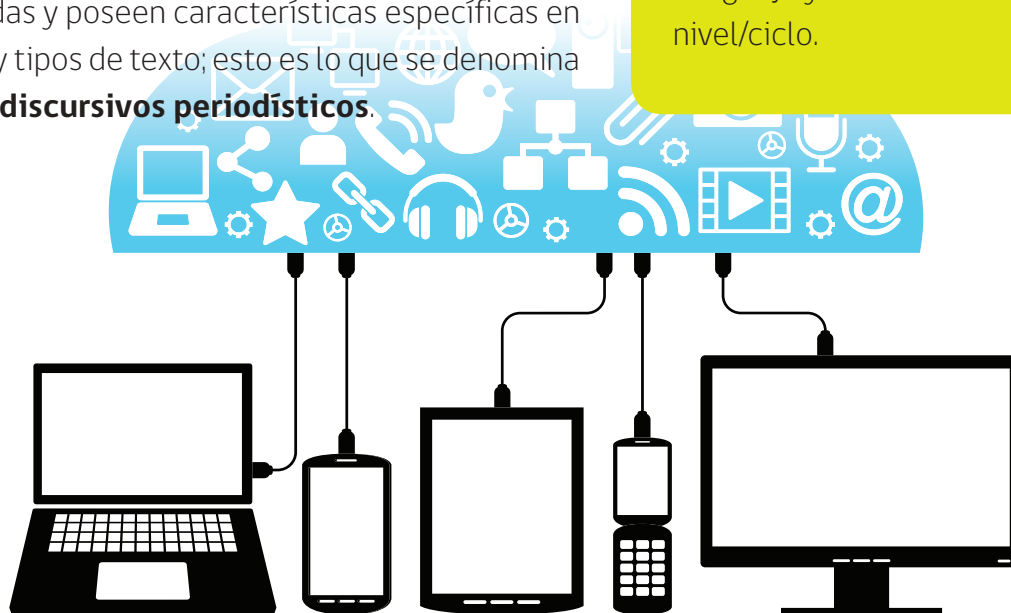 das y poseen características específicas en
y tipos de texto; esto es lo que se denomina
discursivos periodísticos.
nivel/ciclo.
@